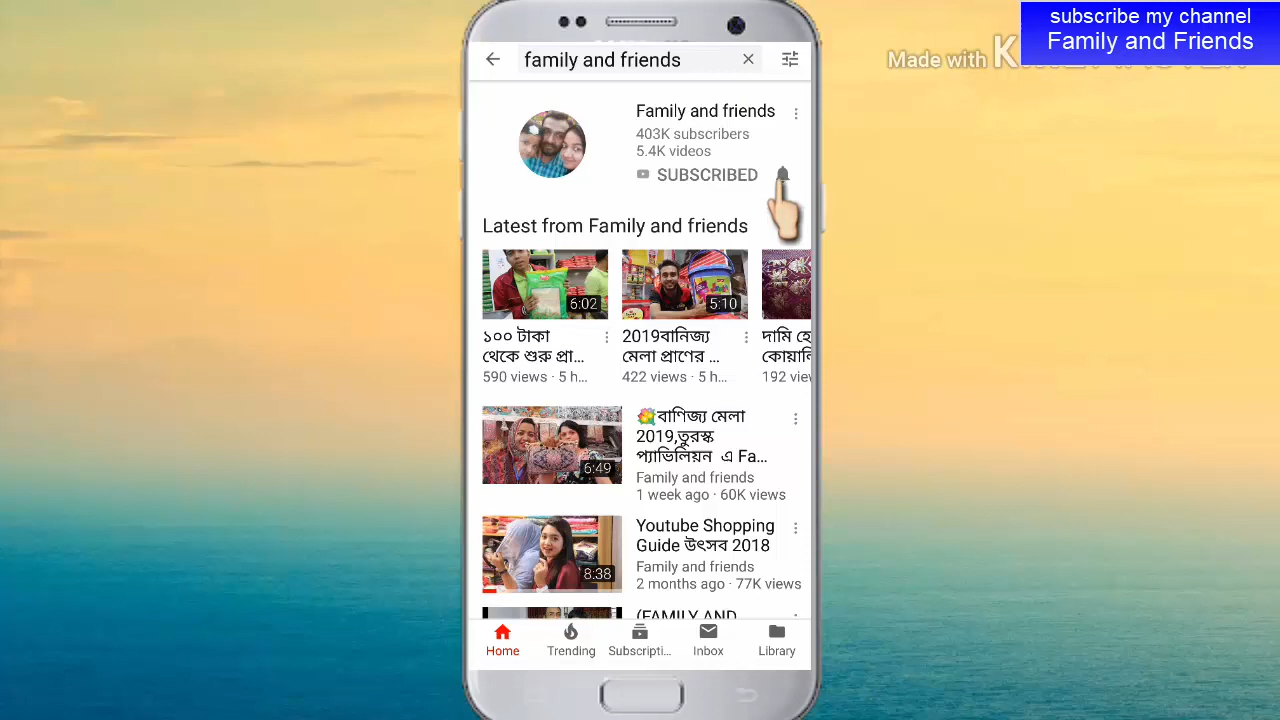 subscribe my channel
Family and Friends
Made with K
family and friends
Family and friends
403K subscribers
5.4K videos
SUBSCRIBED
Latest from Family and friends
6:02
5:10
১০০ টাকা
থেকে শুরু প্রা...
590 views · 5 h...
2019বানিজ্য
মেলা প্রাণের ...
422 views · 5 h...
দামি হে
কোয়ালি
192 vie
6:49
বাণিজ্য মেলা
2019,তুরস্ক
প্যাভিলিয়ন এ Fa...
Family and friends
1 week ago · 60K views
8:38
Youtube Shopping
Guide উৎসব 2018
Family and friends
2 months ago · 77K views
(FAMILY AND
Home
Trending
Subscripti...
Inbox
Library